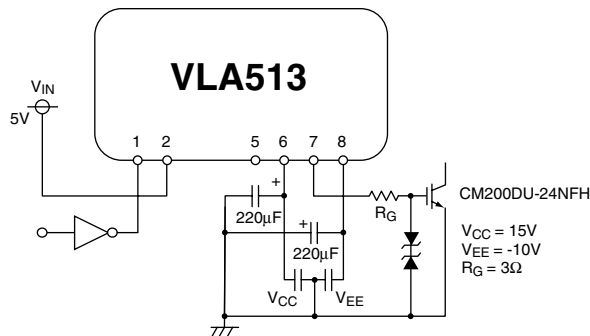 VLA513
VIN
5V
1 2 5 6 7 8
+
220µF
+
220µF
RG
CM200DU-24NFH
VCC = 15V
VEE = -10V
RG = 3Ω
VCC VEE